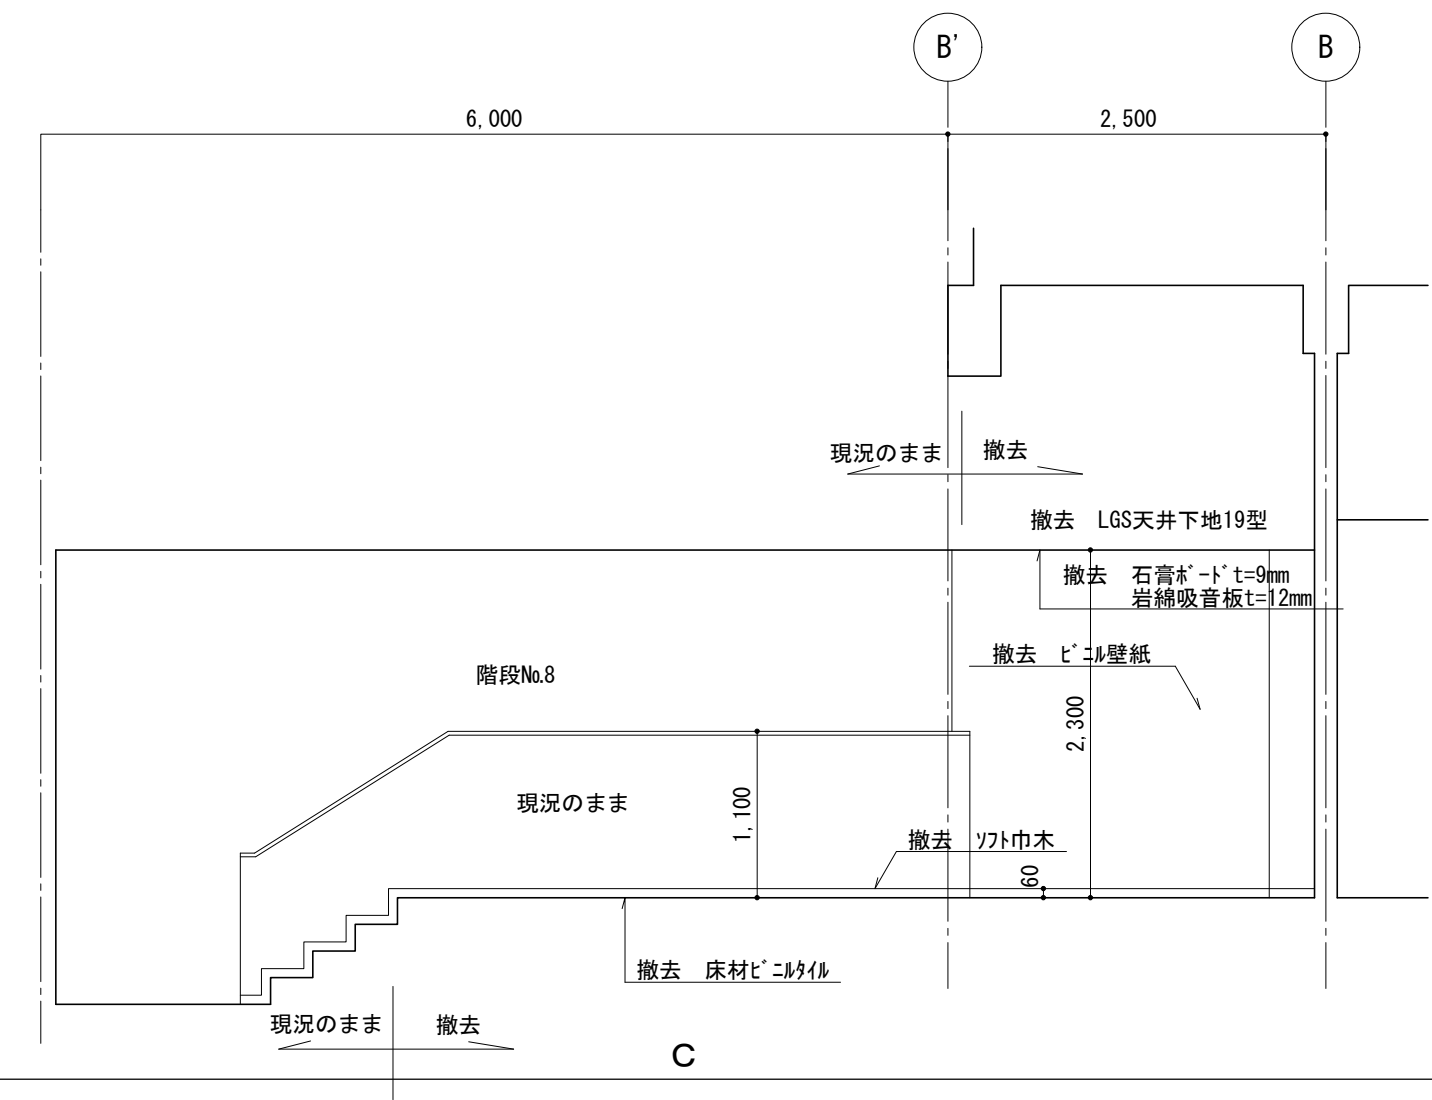 B’
B
6,000
2,500
現況のまま
撤去
撤去　LGS天井下地19型
撤去　石膏ﾎﾞｰﾄﾞt=9mm
岩綿吸音板t=12mm
撤去　ﾋﾞﾆﾙ壁紙
階段№8
2,300
現況のまま
1,100
撤去　ｿﾌﾄ巾木
60
撤去　床材ﾋﾞﾆﾙﾀｲﾙ
現況のまま
撤去
C